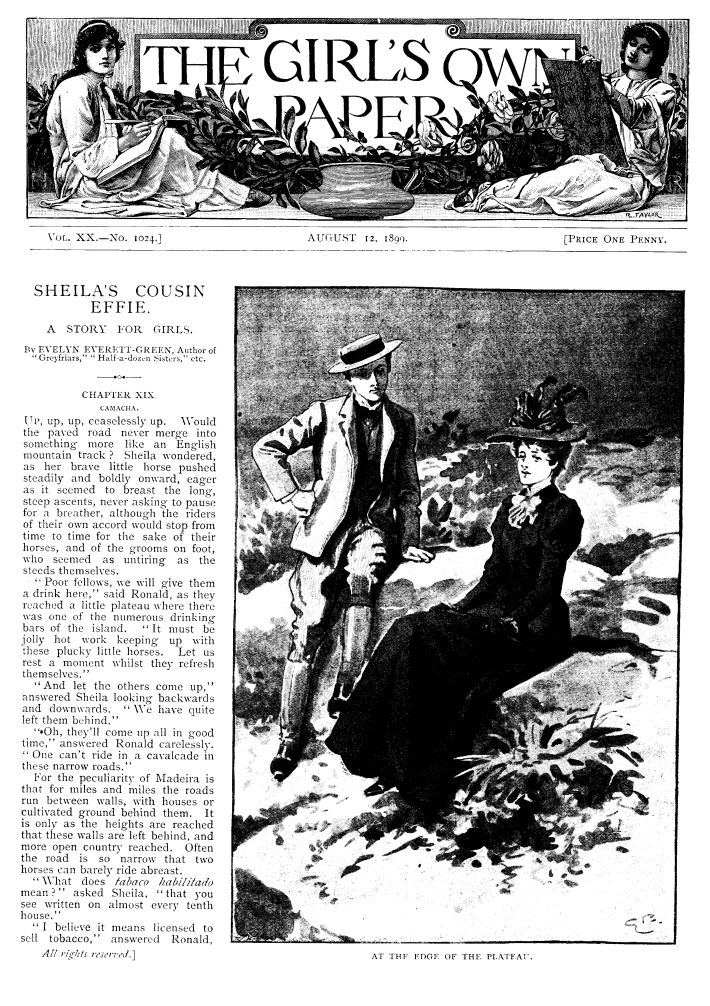 THE GIRL'S OWN
PAPER
R. TAYLOR
VOL. XX.—No. 1024.]
AUGUST 12, 1899.
[PRICE ONE PENNY.
SHEILA'S COUSIN
EFFIE.
A STORY FOR GIRLS.
By EVELYN EVERETT-GREEN, Author of
"Greyfriars," "Half-a-dozen Sisters," etc.
CHAPTER XIX.
CAMACHA.
UP, up, up, ceaselessly up. Would
the paved road never merge into
something more like an English
mountain track? Sheila wondered,
as her brave little horse pushed
steadily and boldly onward, eager
as it seemed to breast the long,
steep ascents, never asking to pause
for a breather, although the riders
of their own accord would stop from
time to time for the sake of their
horses, and of the grooms on foot,
who seemed as untiring as the
steeds themselves.
"Poor fellows, we will give them
a drink here," said Ronald, as they
reached a little plateau where there
was one of the numerous drinking
bars of the island. "It must be
jolly hot work keeping up with
these plucky little horses. Let us
rest a moment whilst they refresh
themselves."
"And let the others come up,"
answered Sheila looking backwards
and downwards. "We have quite
left them behind."
"Oh, they'll come up all in good
time," answered Ronald carelessly.
"One can't ride in a cavalcade in
these narrow roads."
For the peculiarity of Madeira is
that for miles and miles the roads
run between walls, with houses or
cultivated ground behind them. It
is only as the heights are reached
that these walls are left behind, and
more open country reached. Often
the road is so narrow that two
horses can barely ride abreast.
"What does tabaco habilitado
mean?" asked Sheila, "that you
see written on almost every tenth
house."
"I believe it means licensed to
sell tobacco," answered Ronald,
All rights reserved.]
AT THE EDGE OF THE PLATEAU.